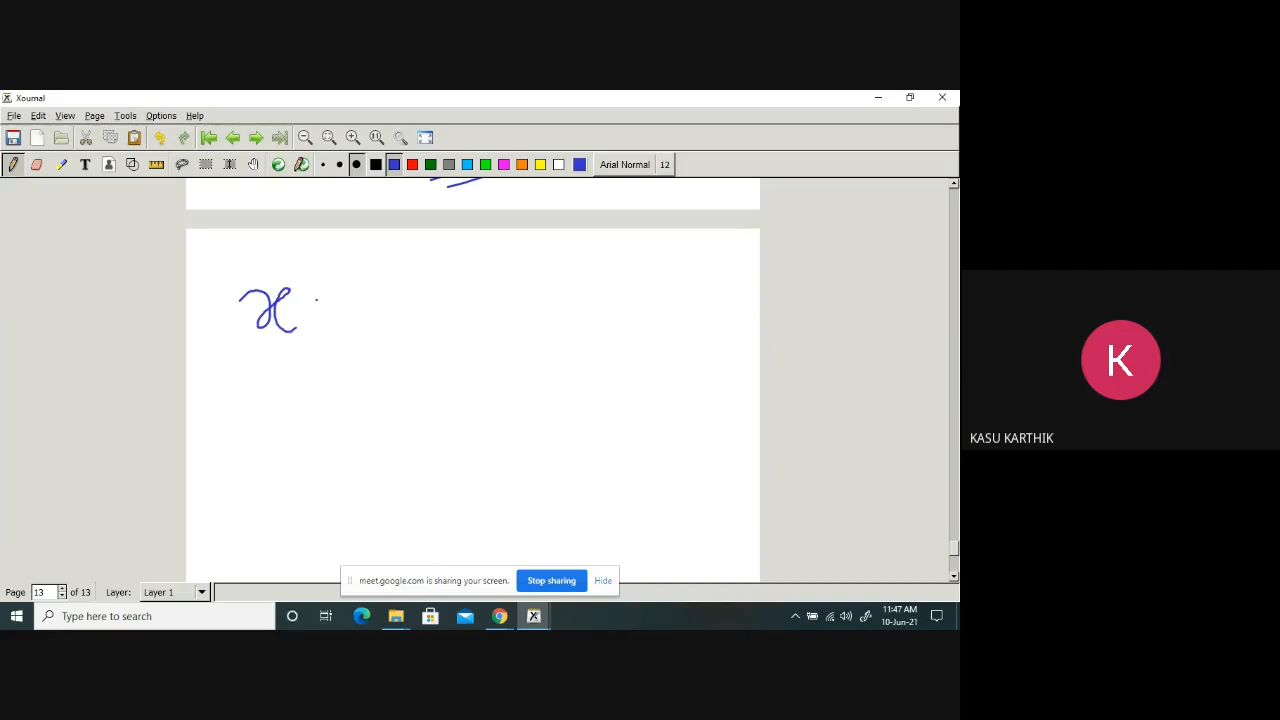 Xournal
File Edit View Page Tools Options Help
T Arial Normal 12
x
K
KASU KARTHIK
meet.google.com is sharing your screen. Stop sharing Hide
Page 13 of 13 Layer: Layer 1
Type here to search
11:47 AM
10-Jun-21